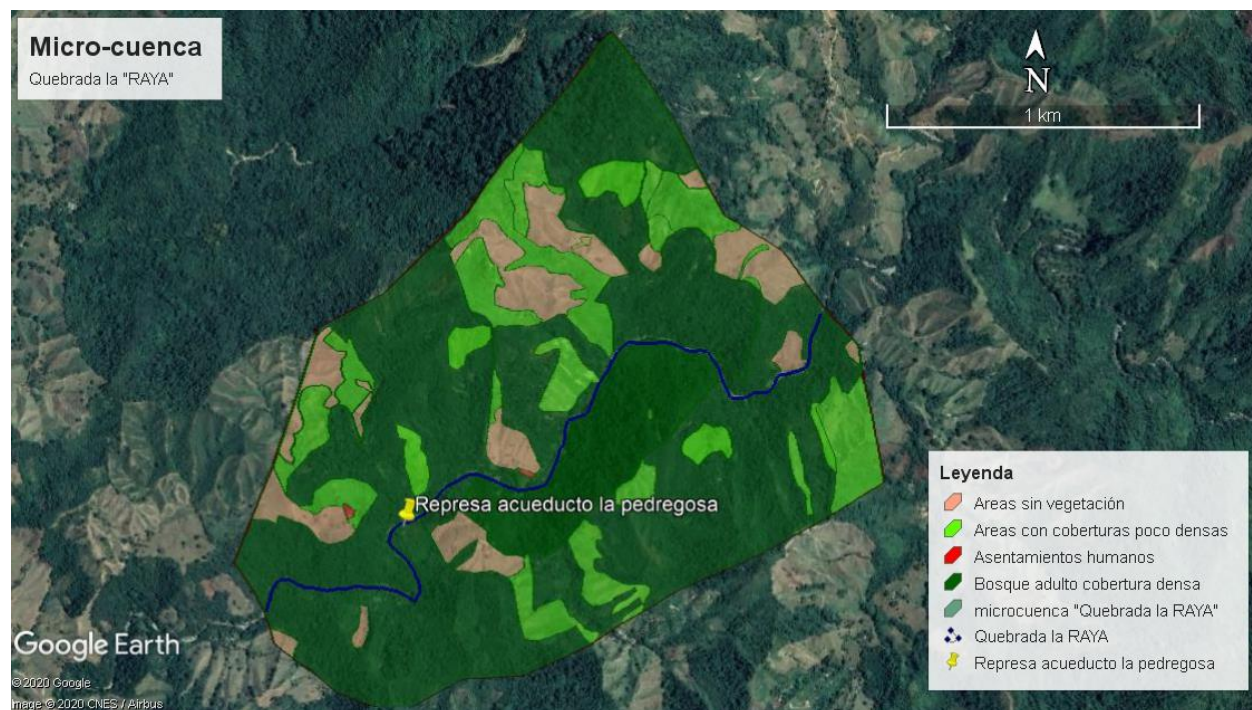 Micro-cuenca
Quebrada la "RAYA"
N
1 km
Represa acueducto la pedregosa
Leyenda
Areas sin vegetación
Areas con coberturas poco densas
Asentamientos humanos
Bosque adulto cobertura densa
microcuenca "Quebrada la RAYA"
Quebrada la RAYA
Represa acueducto la pedregosa
Google Earth
©2020 Google
Image © 2020 CNES / Airbus